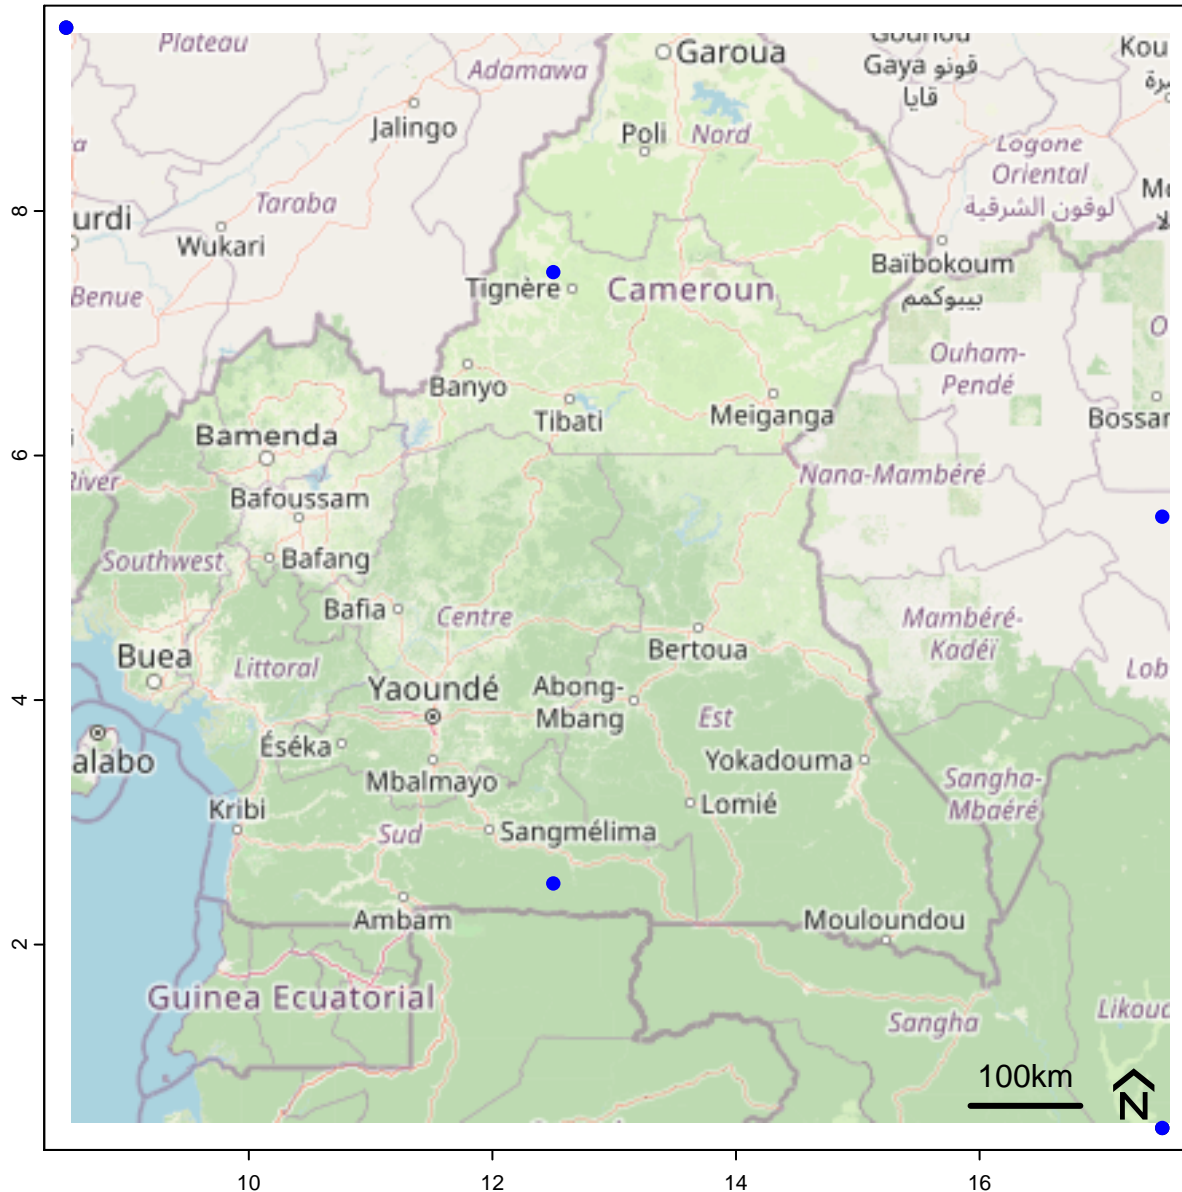 Plateau
Adamawa
Garoua
Gounou
Gaya قونو
قايا
Jalingo
Poli
Nord
Logone
Oriental
لوقون الشرقية
Taraba
8
urdi
Wukari
Baïbokoum
بيبوكمم
Benue
Tignère
Cameroun
Ouham-
Pendé
Banyo
Tibati
Meiganga
Bossar
Bamenda
6
River
Nana-Mambéré
Bafoussam
Southwest
Bafang
Bafia
Centre
Mambéré-
Kadéï
Bertoua
Buea
Littoral
Lob
Yaoundé
Abong-
Mbang
4
Est
Éséka
alabo
Mbalmayo
Yokadouma
Sangha-
Mbaéré
Kribi
Lomié
Sud
Sangmélima
Ambam
Mouloundou
2
Guinea Ecuatorial
Sangha
Likoua
100km
N
10
12
14
16